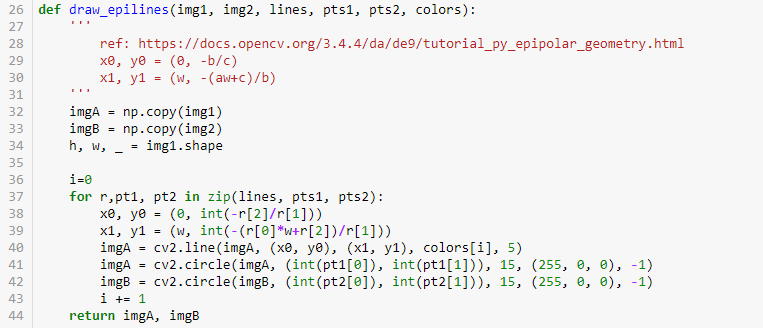 26 def draw_epilines(img1, img2, lines, pts1, pts2, colors):
27     '''
28         ref: https://docs.opencv.org/3.4.4/da/de9/tutorial_py_epipolar_geometry.html
29         x0, y0 = (0, -b/c)
30         x1, y1 = (w, -(aw+c)/b)
31     '''
32     imgA = np.copy(img1)
33     imgB = np.copy(img2)
34     h, w, _ = img1.shape
35
36     i=0
37     for r,pt1, pt2 in zip(lines, pts1, pts2):
38         x0, y0 = (0, int(-r[2]/r[1]))
39         x1, y1 = (w, int(-(r[0]*w+r[2])/r[1]))
40         imgA = cv2.line(imgA, (x0, y0), (x1, y1), colors[i], 5)
41         imgA = cv2.circle(imgA, (int(pt1[0]), int(pt1[1])), 15, (255, 0, 0), -1)
42         imgB = cv2.circle(imgB, (int(pt2[0]), int(pt2[1])), 15, (255, 0, 0), -1)
43         i += 1
44     return imgA, imgB